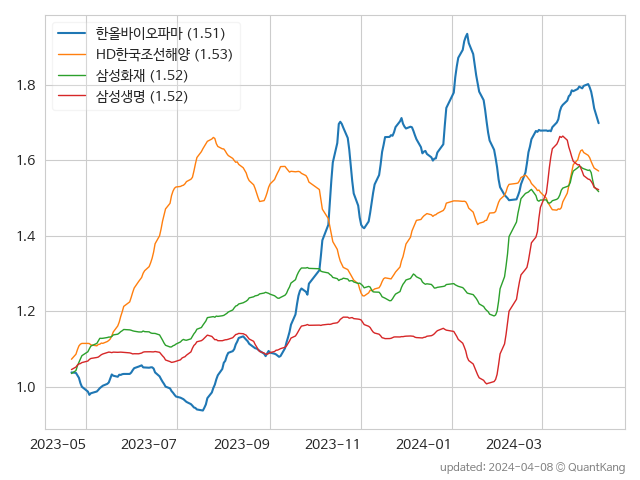 한올바이오파마 (1.51)
HD한국조선해양 (1.53)
삼성화재 (1.52)
삼성생명 (1.52)
1.8
1.6
1.4
1.2
1.0
2023-05 2023-07 2023-09 2023-11 2024-01 2024-03
updated: 2024-04-08 © QuantKang